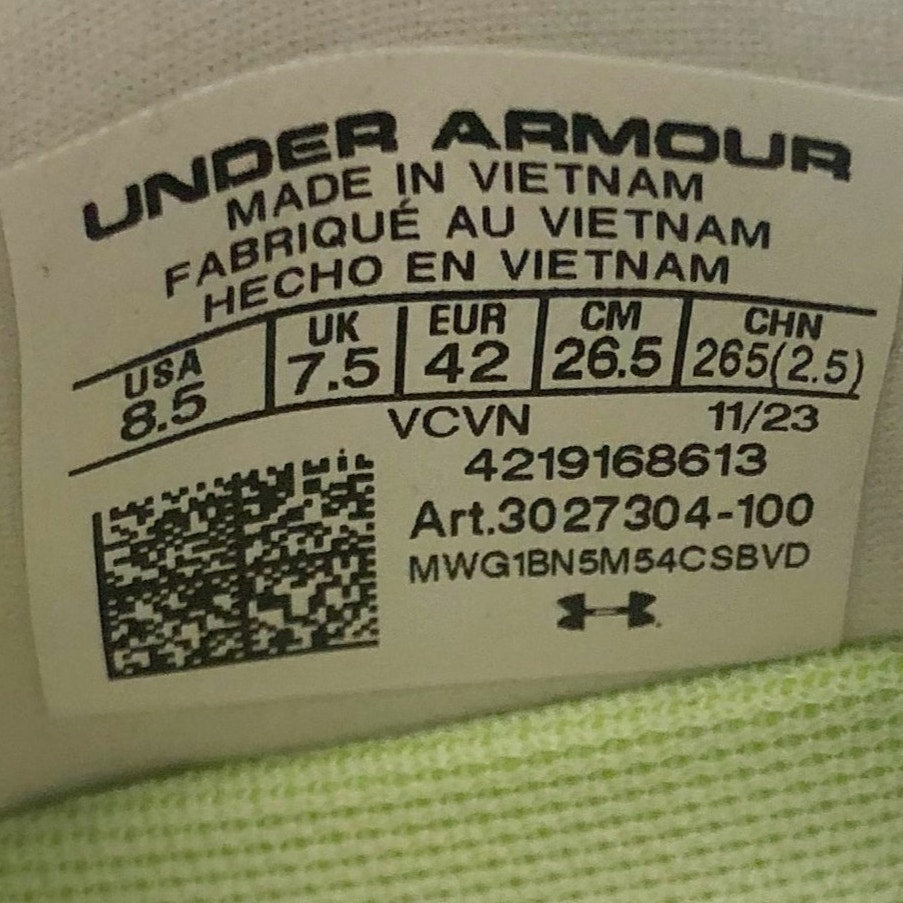 UNDER ARMOUR
MADE IN VIETNAM
FABRIQUÉ AU VIETNAM
HECHO EN VIETNAM
USA UK EUR CM CHN
8.5 7.5 42 26.5 265(2.5)
VCVN 11/23
4219168613
Art.3027304-100
MWG1BN5M54CSBVD